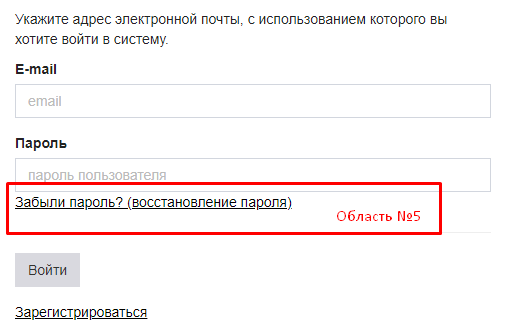 Укажите адрес электронной почты, с использованием которого вы
хотите войти в систему.
E-mail
email
Пароль
пароль пользователя
Забыли пароль? (восстановление пароля)
Область №5
Войти
Зарегистрироваться